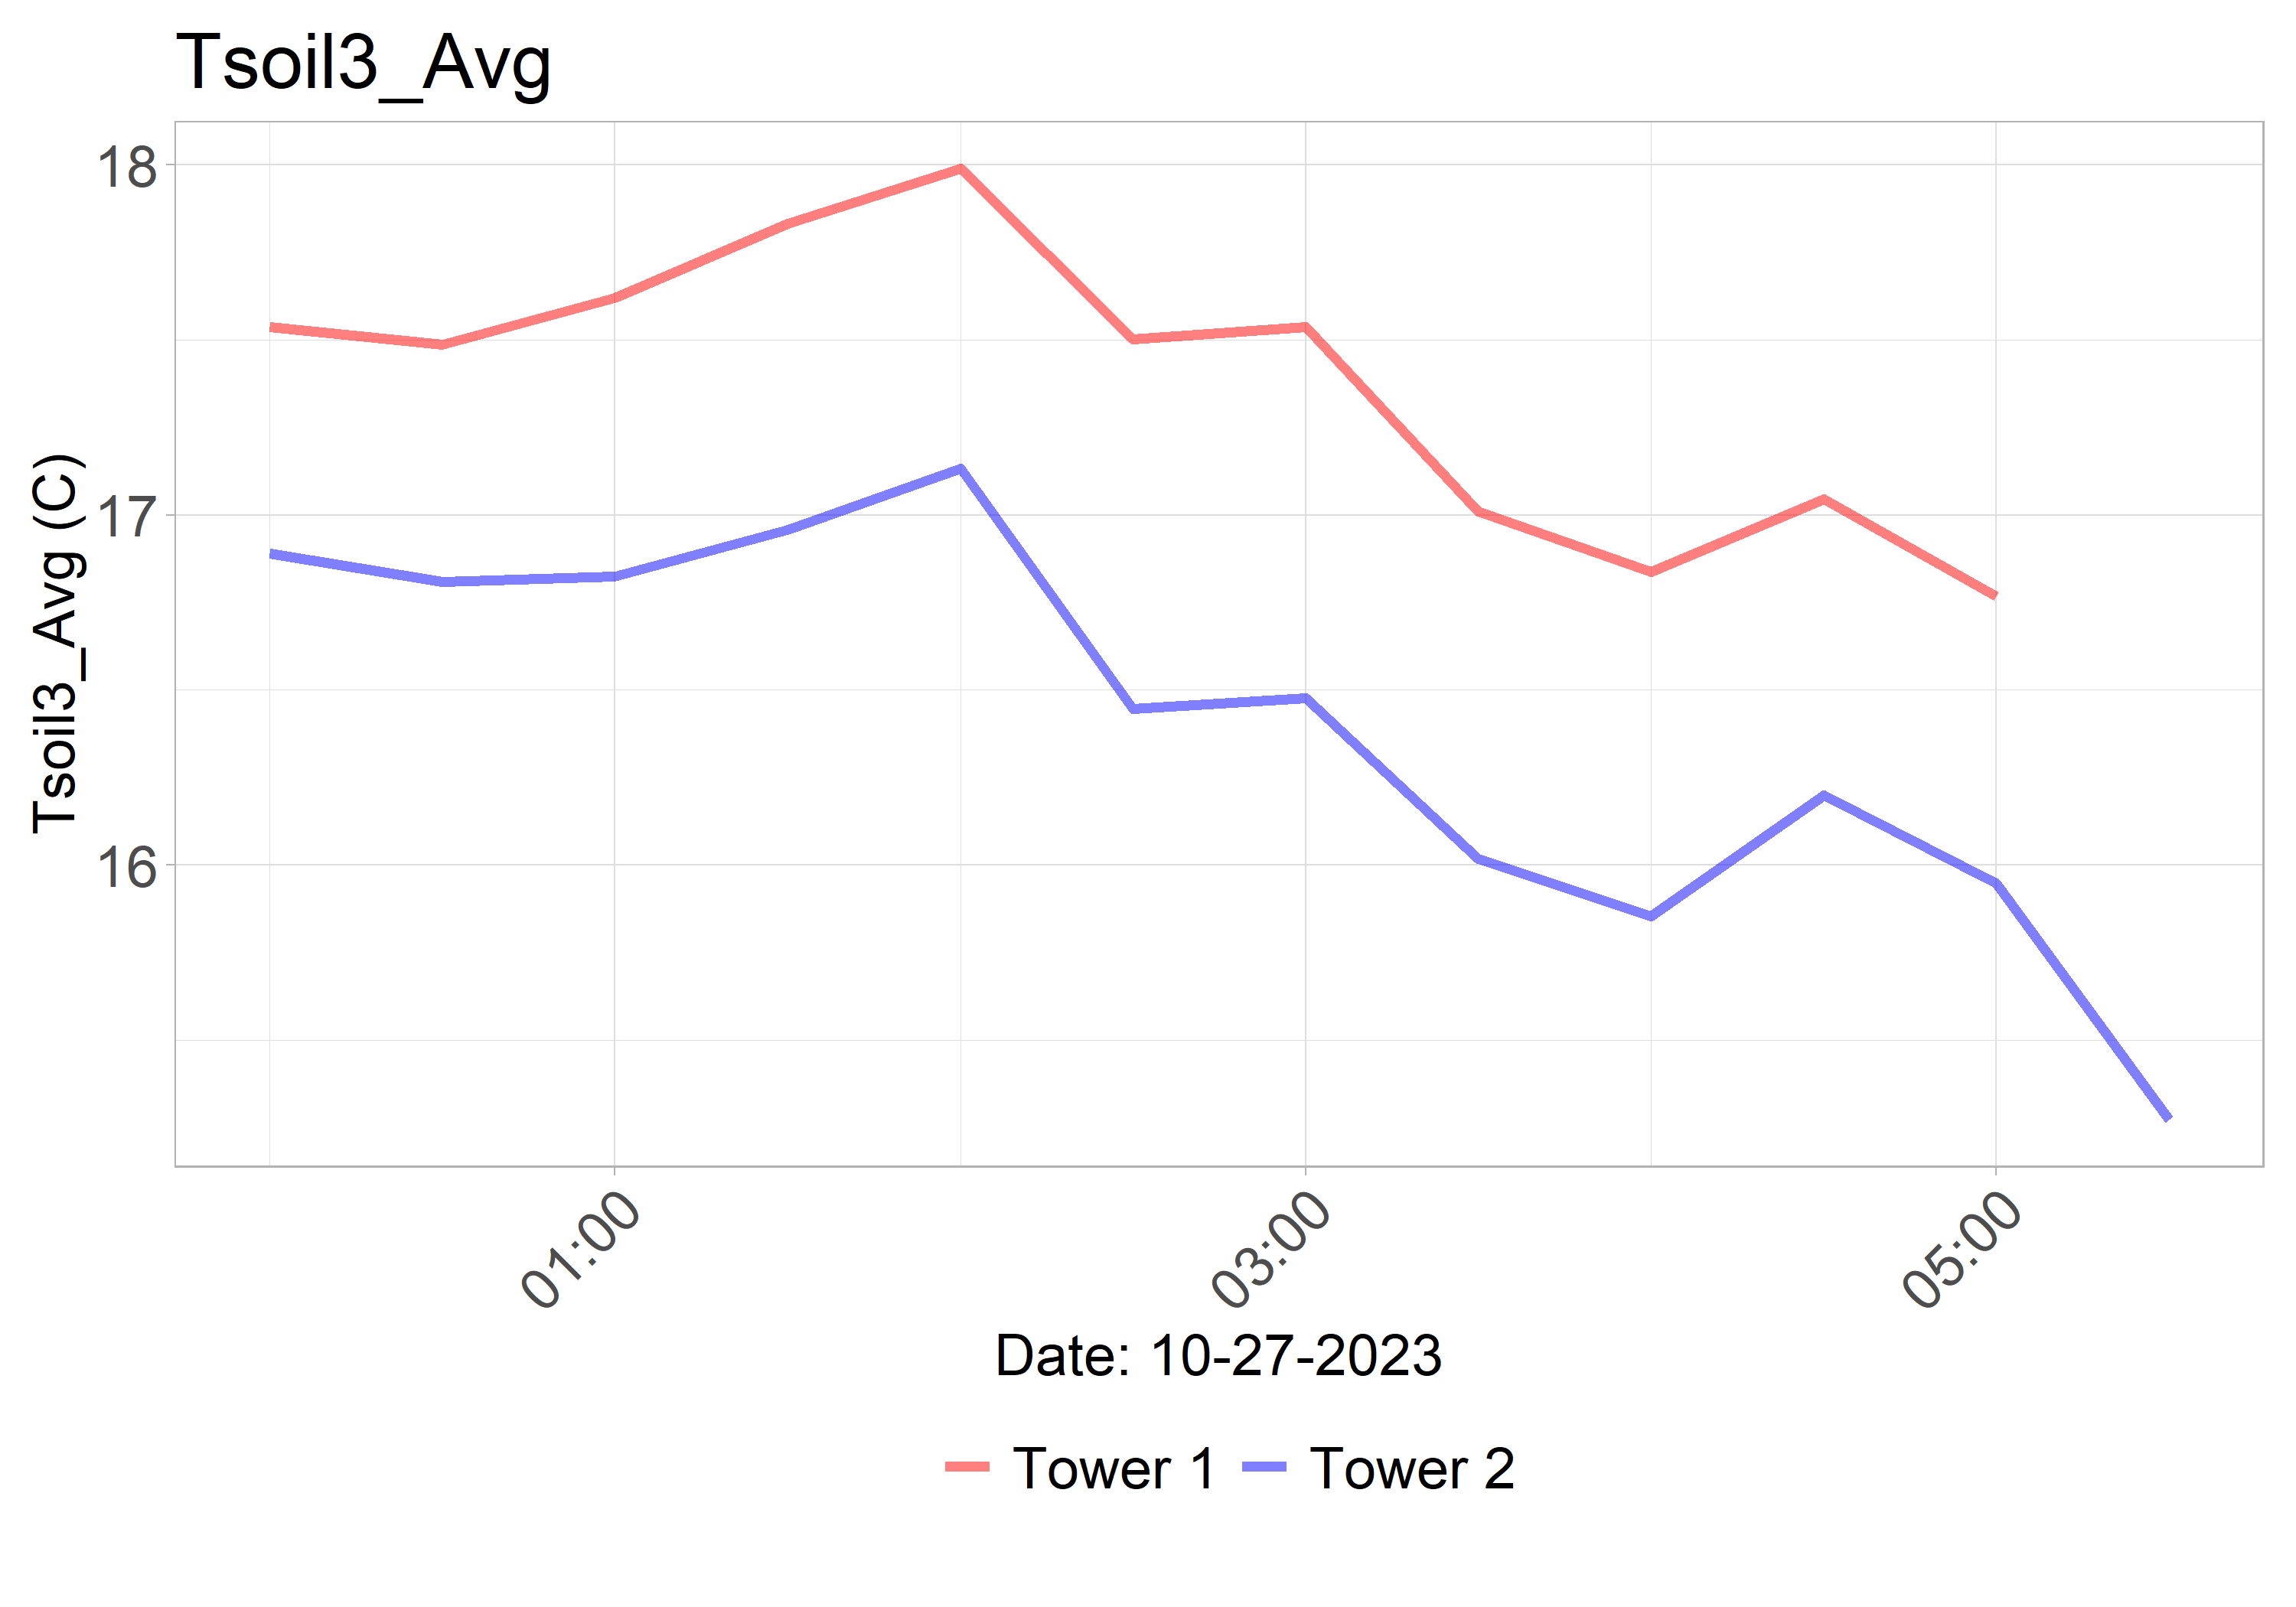 Tsoil3_Avg
Tsoil3_Avg (C)
18
17
16
01:00
03:00
05:00
Date: 10-27-2023
Tower 1
Tower 2